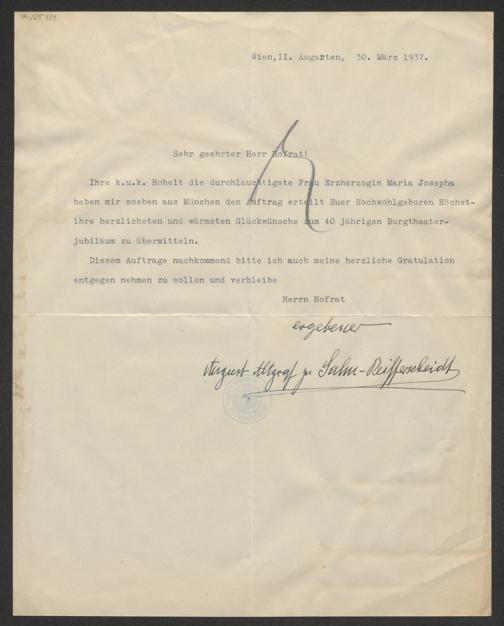 Wien,II. Augarten, 30. März 1937.
Sehr geehrter Herr Hofrat!
Ihre k.u.k. Hoheit die durchlauchtigste Frau Erzherzogin Maria Josepha
haben mir soeben aus München den Auftrag erteilt Euer Hochwohlgeboren Höchst-
ihre herzlichsten und wärmsten Glückwünsche zum 40 jährigen Burgtheater-
jubiläum zu übermitteln.
Diesem Auftrage nachkommend bitte ich auch meine herzliche Gratulation
entgegen nehmen zu wollen und verbleibe
Herrn Hofrat
ergebener
August Altgraf zu Salm-Reifferscheidt